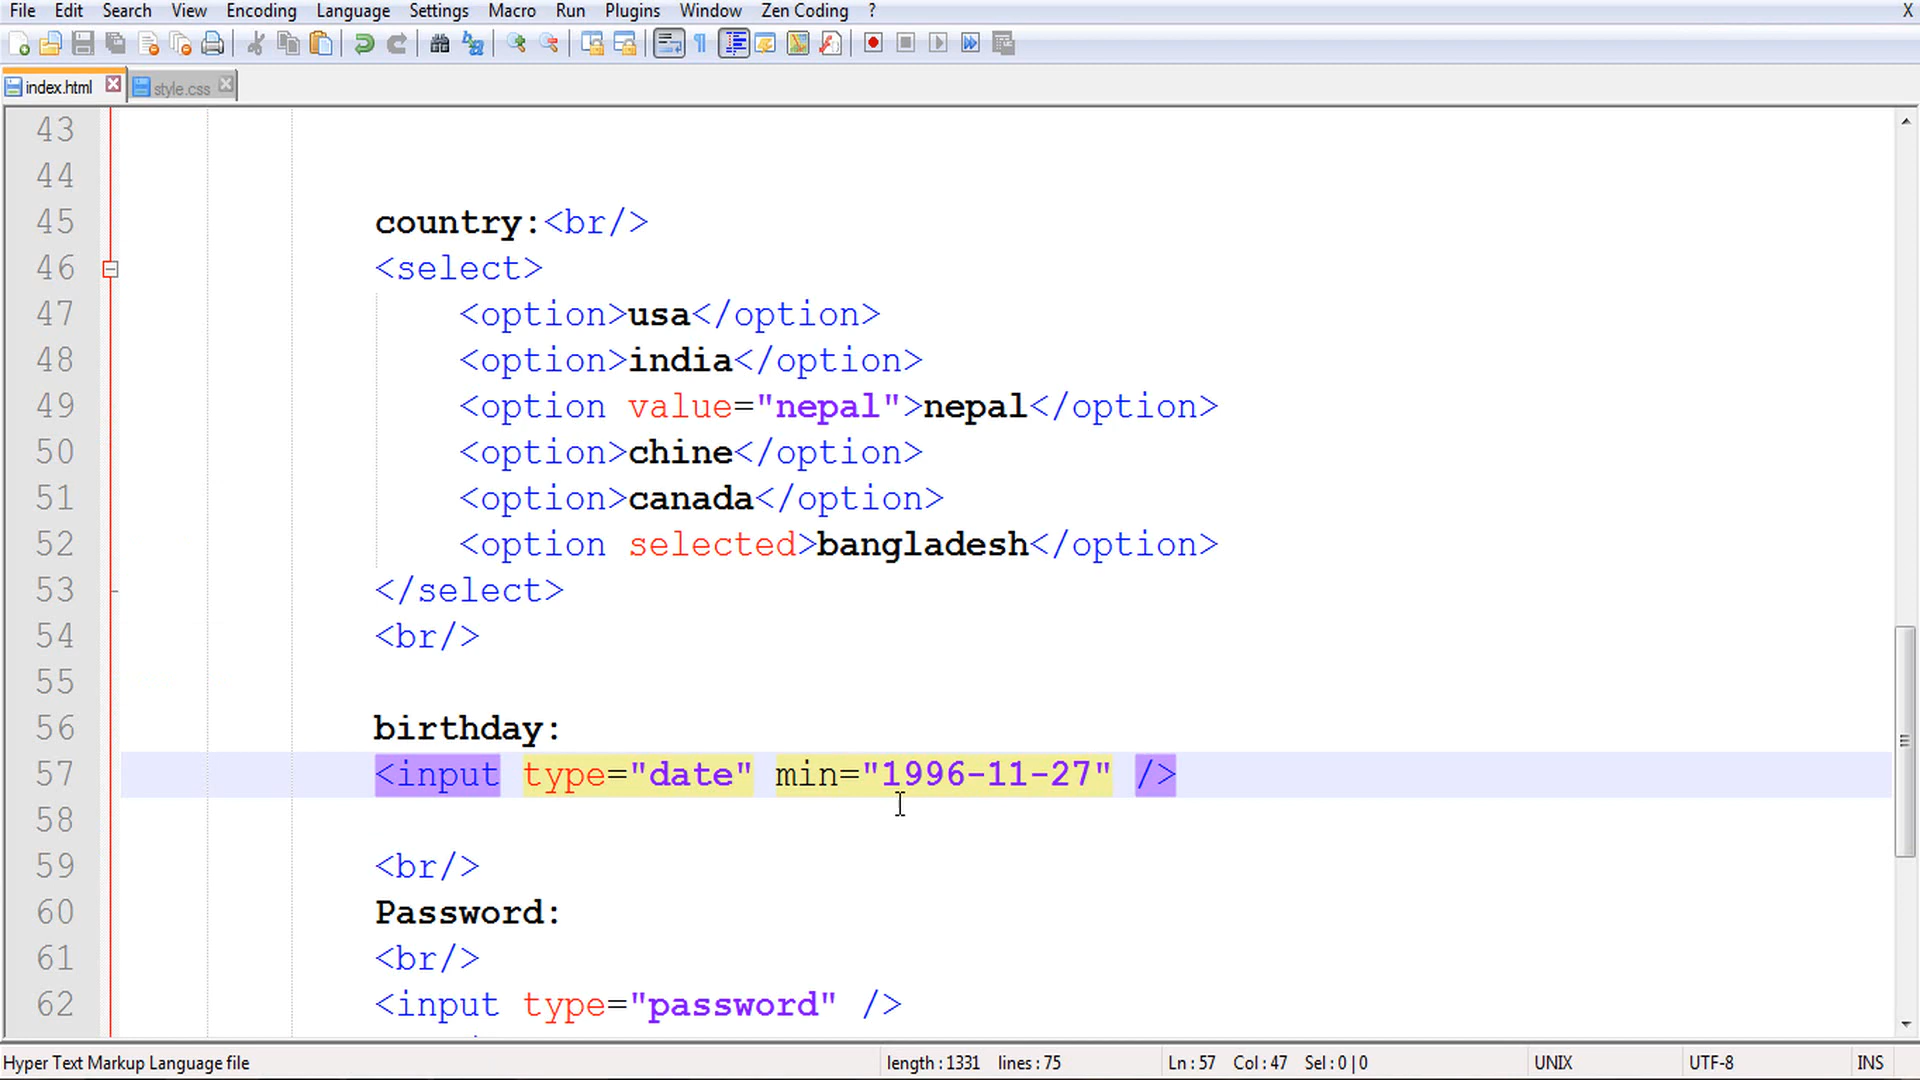 File Edit Search View Encoding Language Settings Macro Run Plugins Window Zen Coding ? X
index.html style.css
43
44
45 country:<br/>
46 <select>
47 <option>usa</option>
48 <option>india</option>
49 <option value="nepal">nepal</option>
50 <option>chine</option>
51 <option>canada</option>
52 <option selected>bangladesh</option>
53 </select>
54 <br/>
55
56 birthday:
57 <input type="date" min="1996-11-27" />
58
59 <br/>
60 Password:
61 <br/>
62 <input type="password" />
Hyper Text Markup Language file length : 1331 lines : 75 Ln : 57 Col : 47 Sel : 0 | 0 UNIX UTF-8 INS